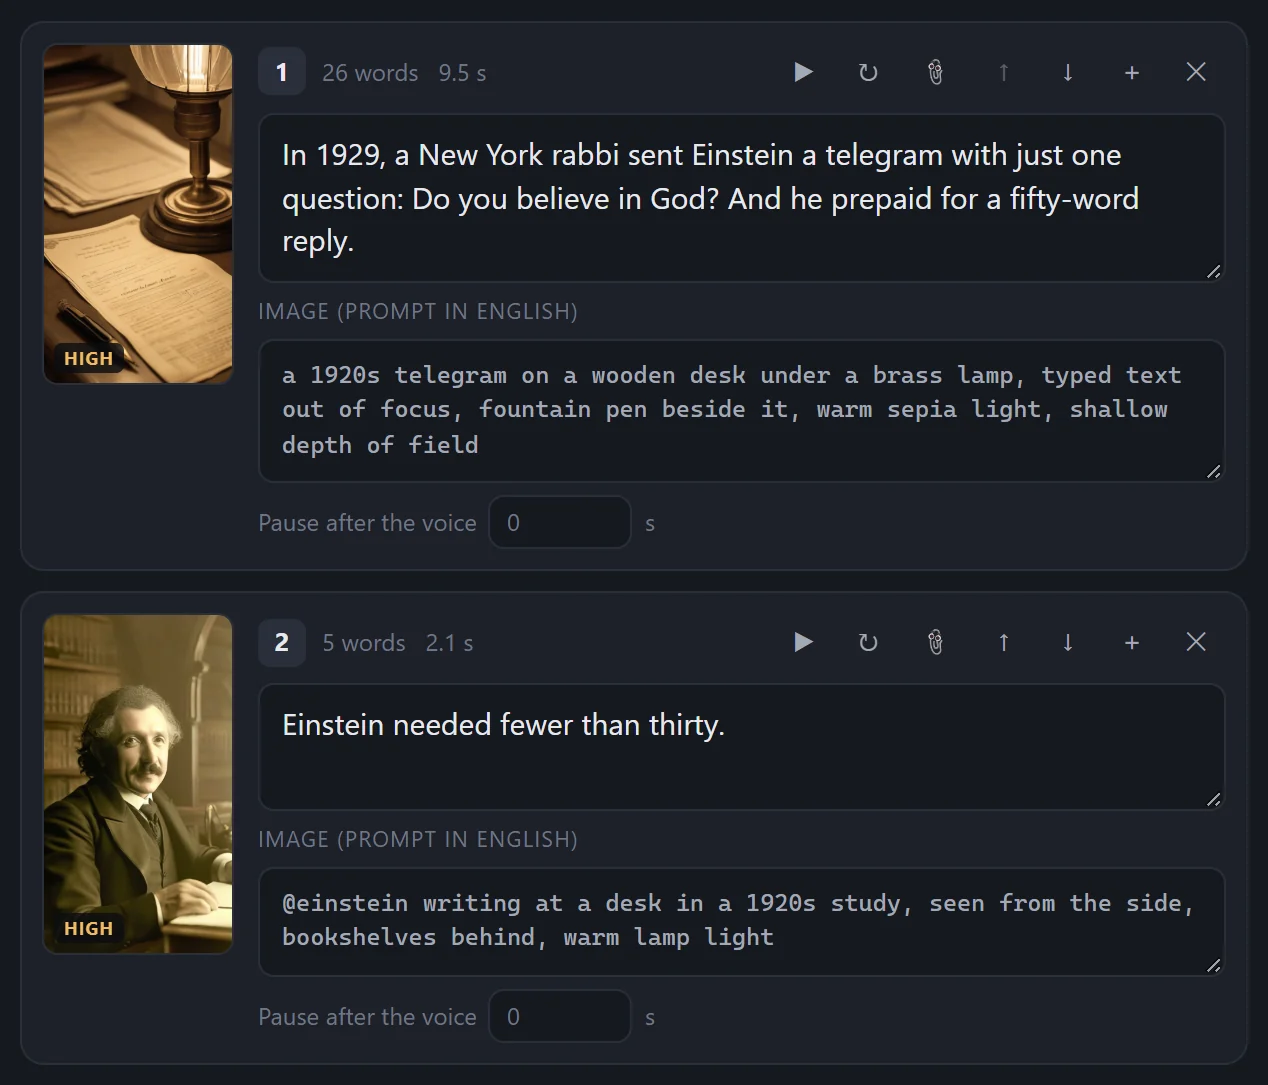 1 26 words 9.5 s
In 1929, a New York rabbi sent Einstein a telegram with just one
question: Do you believe in God? And he prepaid for a fifty-word
reply.
HIGH
IMAGE (PROMPT IN ENGLISH)
a 1920s telegram on a wooden desk under a brass lamp, typed text
out of focus, fountain pen beside it, warm sepia light, shallow
depth of field
Pause after the voice 0 s
2 5 words 2.1 s
Einstein needed fewer than thirty.
IMAGE (PROMPT IN ENGLISH)
@einstein writing at a desk in a 1920s study, seen from the side,
bookshelves behind, warm lamp light
HIGH
Pause after the voice 0 s